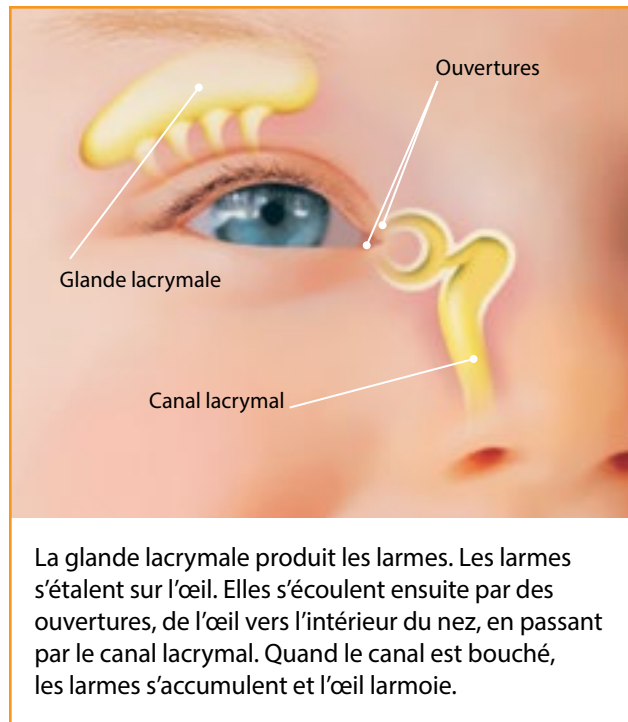 Ouvertures
Glande lacrymale
Canal lacrymal
La glande lacrymale produit les larmes. Les larmes
s’étalent sur l’œil. Elles s’écoulent ensuite par des
ouvertures, de l’œil vers l’intérieur du nez, en passant
par le canal lacrymal. Quand le canal est bouché,
les larmes s’accumulent et l’œil larmoie.